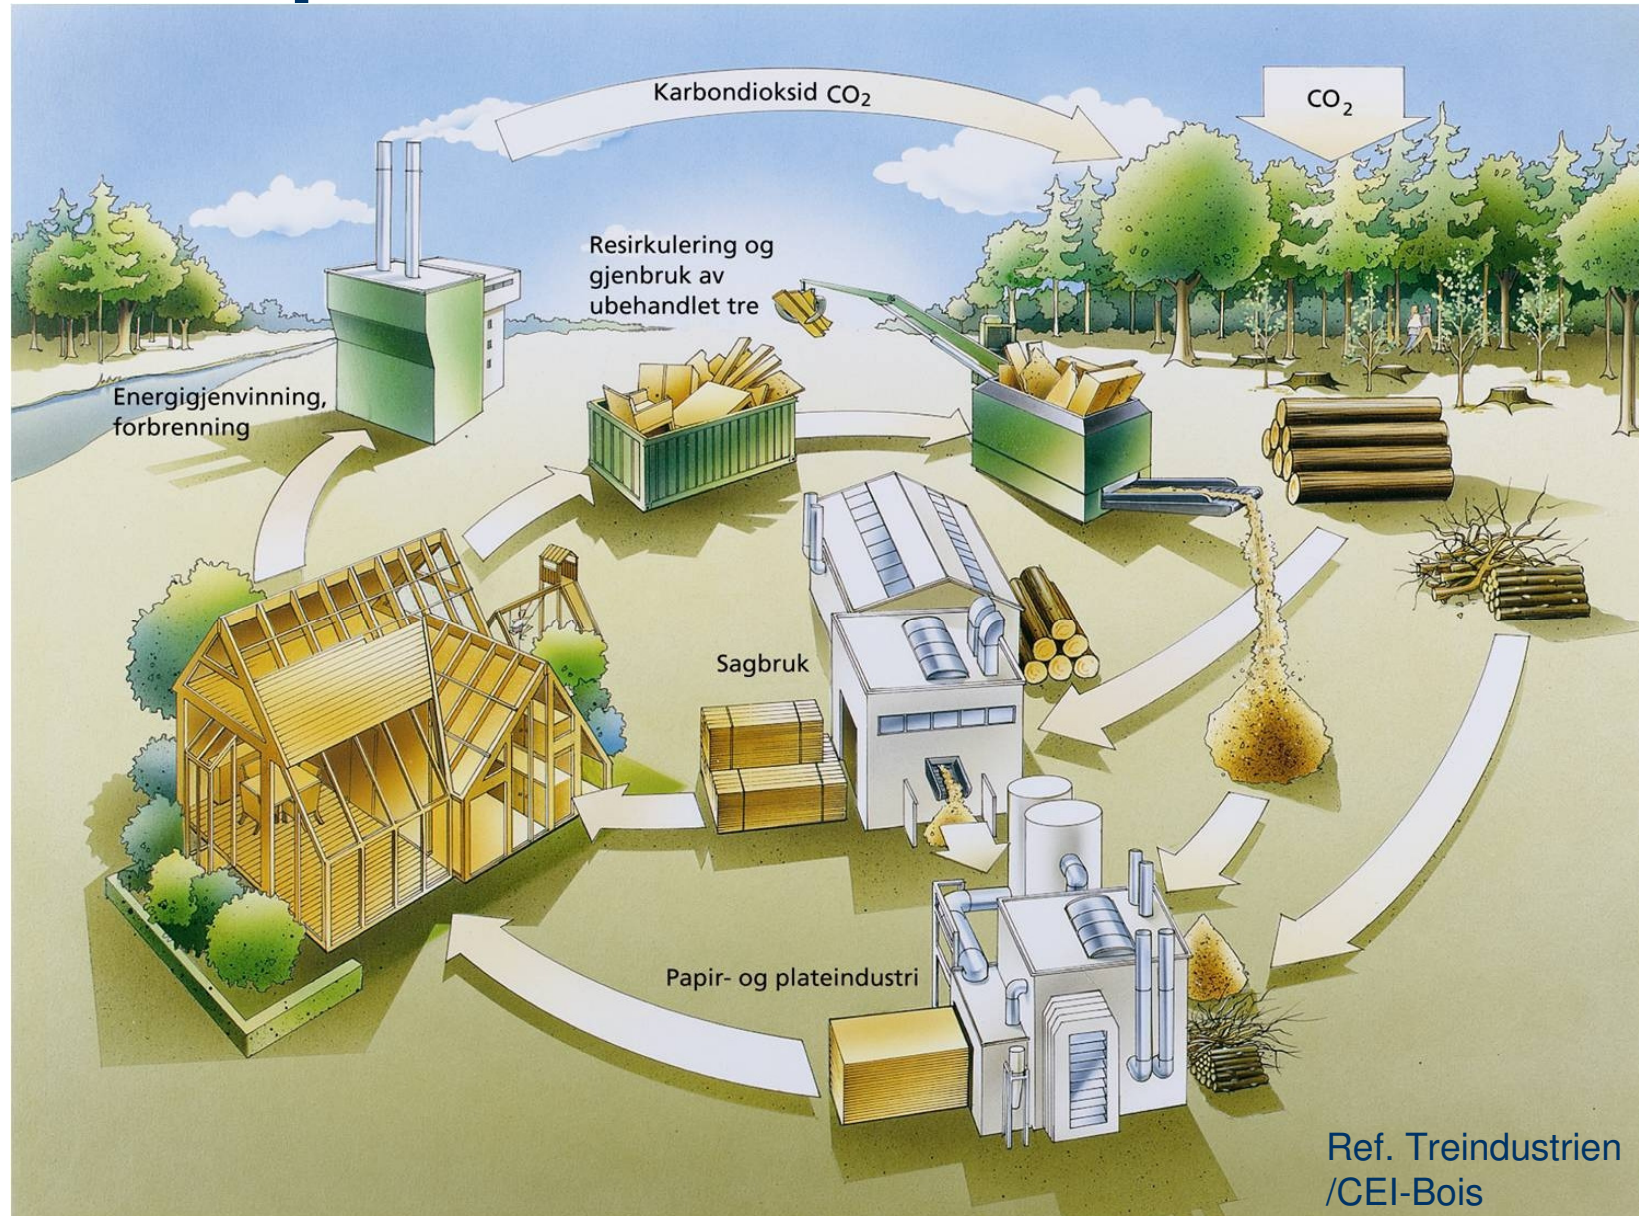 Karbondioksid CO₂
CO₂
Resirkulering og
gjenbruk av
ubehandlet tre
Energigjenvinning,
forbrenning
Sagbruk
Papir- og plateindustri
Ref. Treindustrien
/CEI-Bois